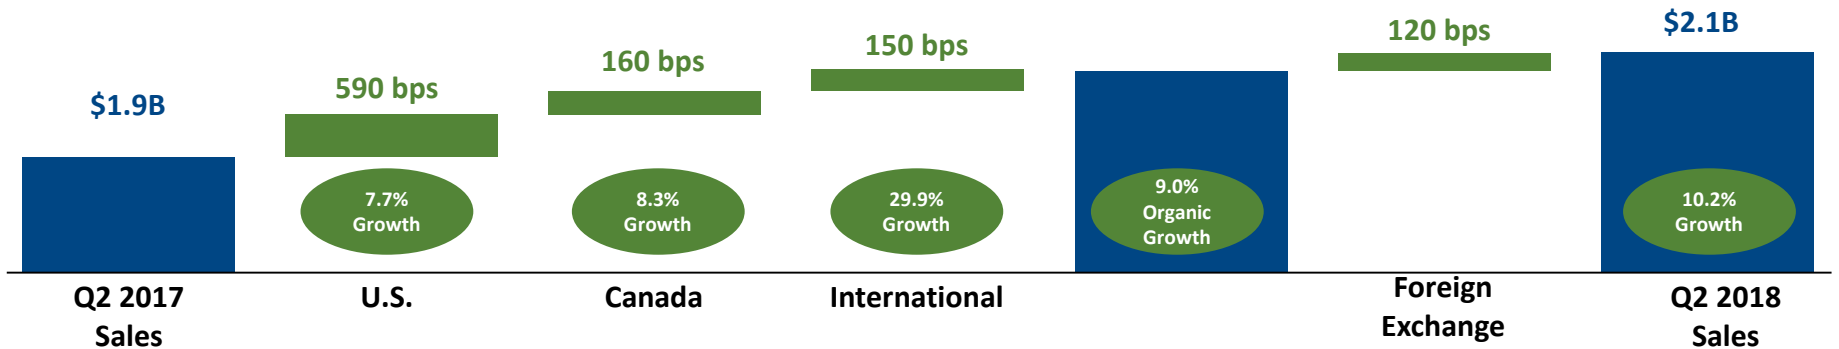 $1.9B
590 bps
160 bps
150 bps
120 bps
$2.1B
7.7%
Growth
8.3%
Growth
29.9%
Growth
9.0%
Organic
Growth
10.2%
Growth
Q2 2017
Sales
U.S.
Canada
International
Foreign
Exchange
Q2 2018
Sales